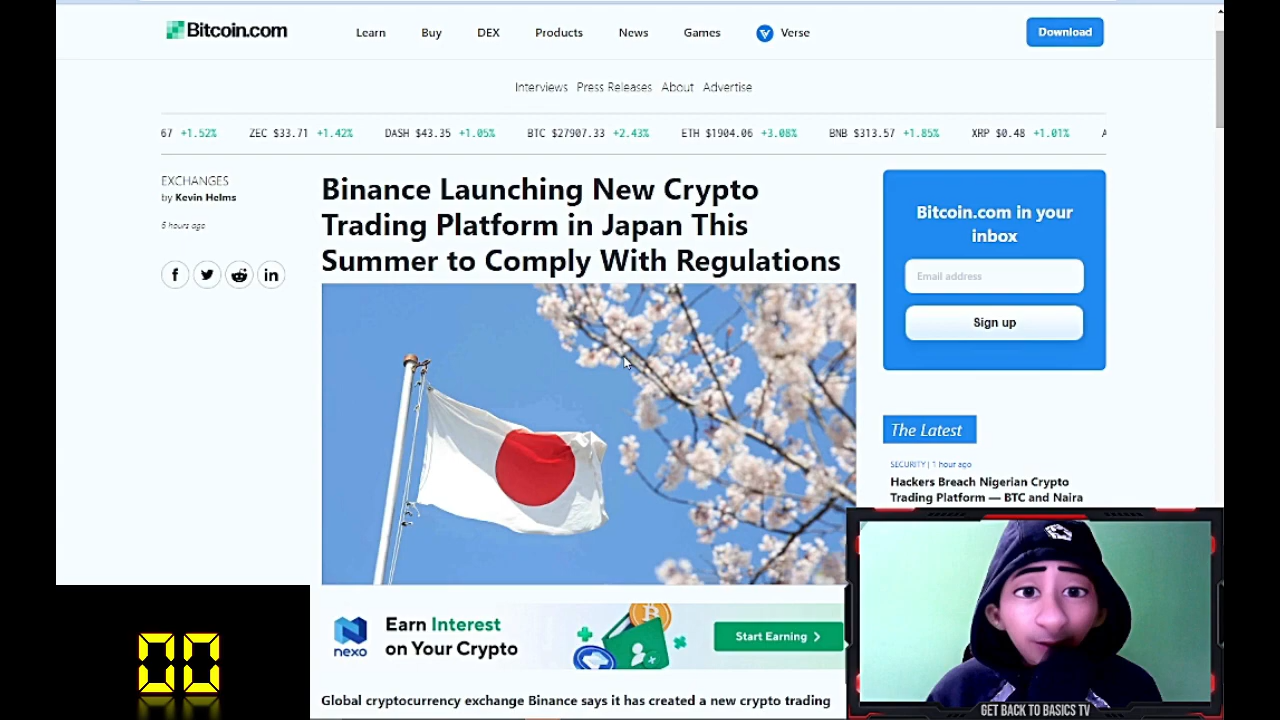 Bitcoin.com
Learn Buy DEX Products News Games Verse
Download
Interviews Press Releases About Advertise
67 +1.52% ZEC $33.71 +1.42% DASH $43.35 +1.05% BTC $27907.33 +2.43% ETH $1904.06 +3.08% BNB $313.57 +1.85% XRP $0.48 +1.01% A
EXCHANGES
by Kevin Helms
6 hours ago
Binance Launching New Crypto
Trading Platform in Japan This
Summer to Comply With Regulations
Bitcoin.com in your
inbox
Email address
Sign up
The Latest
SECURITY | 1 hour ago
Hackers Breach Nigerian Crypto
Trading Platform — BTC and Naira
nexo
Earn Interest
on Your Crypto
Start Earning
Global cryptocurrency exchange Binance says it has created a new crypto trading
00
GET BACK TO BASICS TV